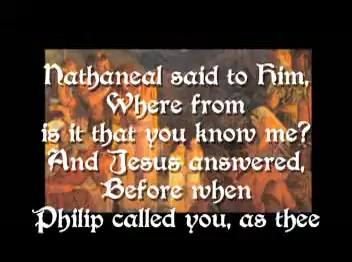 Nathaneal said to Him,
Where from
is it that you know me?
And Jesus answered,
Before when
Philip called you, as thee